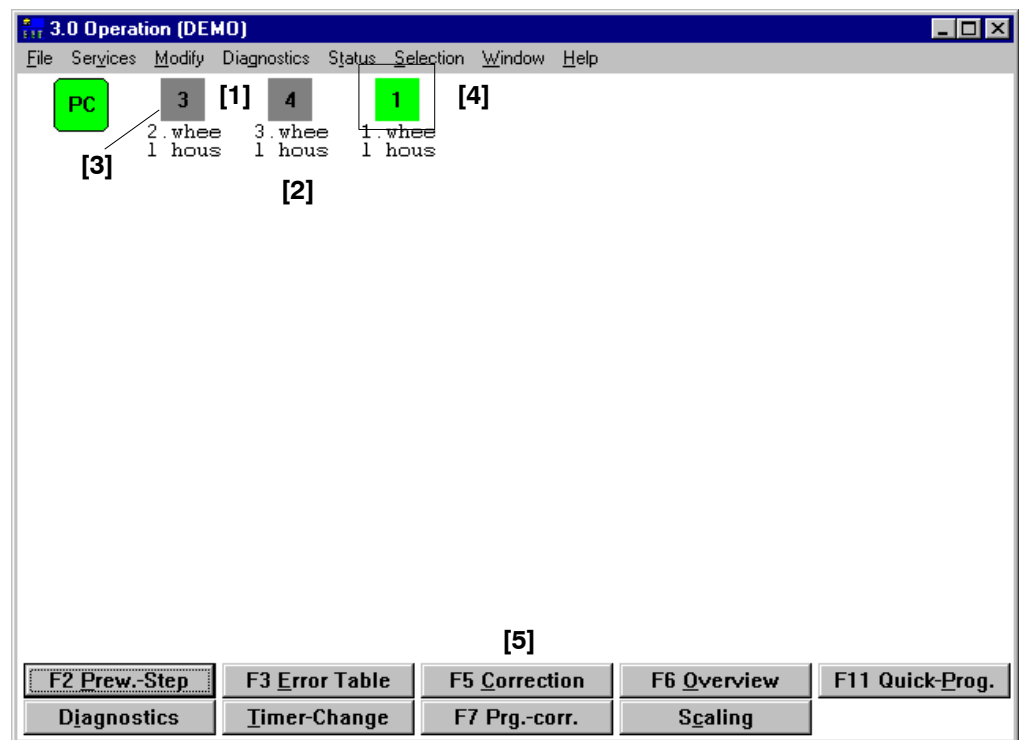 3.0 Operation (DEMO)
File Services Modify Diagnostics Status Selection Window Help
PC 3 [1] 4 1 [4]
2.whee 3.whee 1.whee
[3] 1 hous 1 hous 1 hous
[2]
[5]
F2 Prew.-Step F3 Error Table F5 Correction F6 Overview F11 Quick-Prog.
Diagnostics Timer-Change F7 Prg.-corr. Scaling